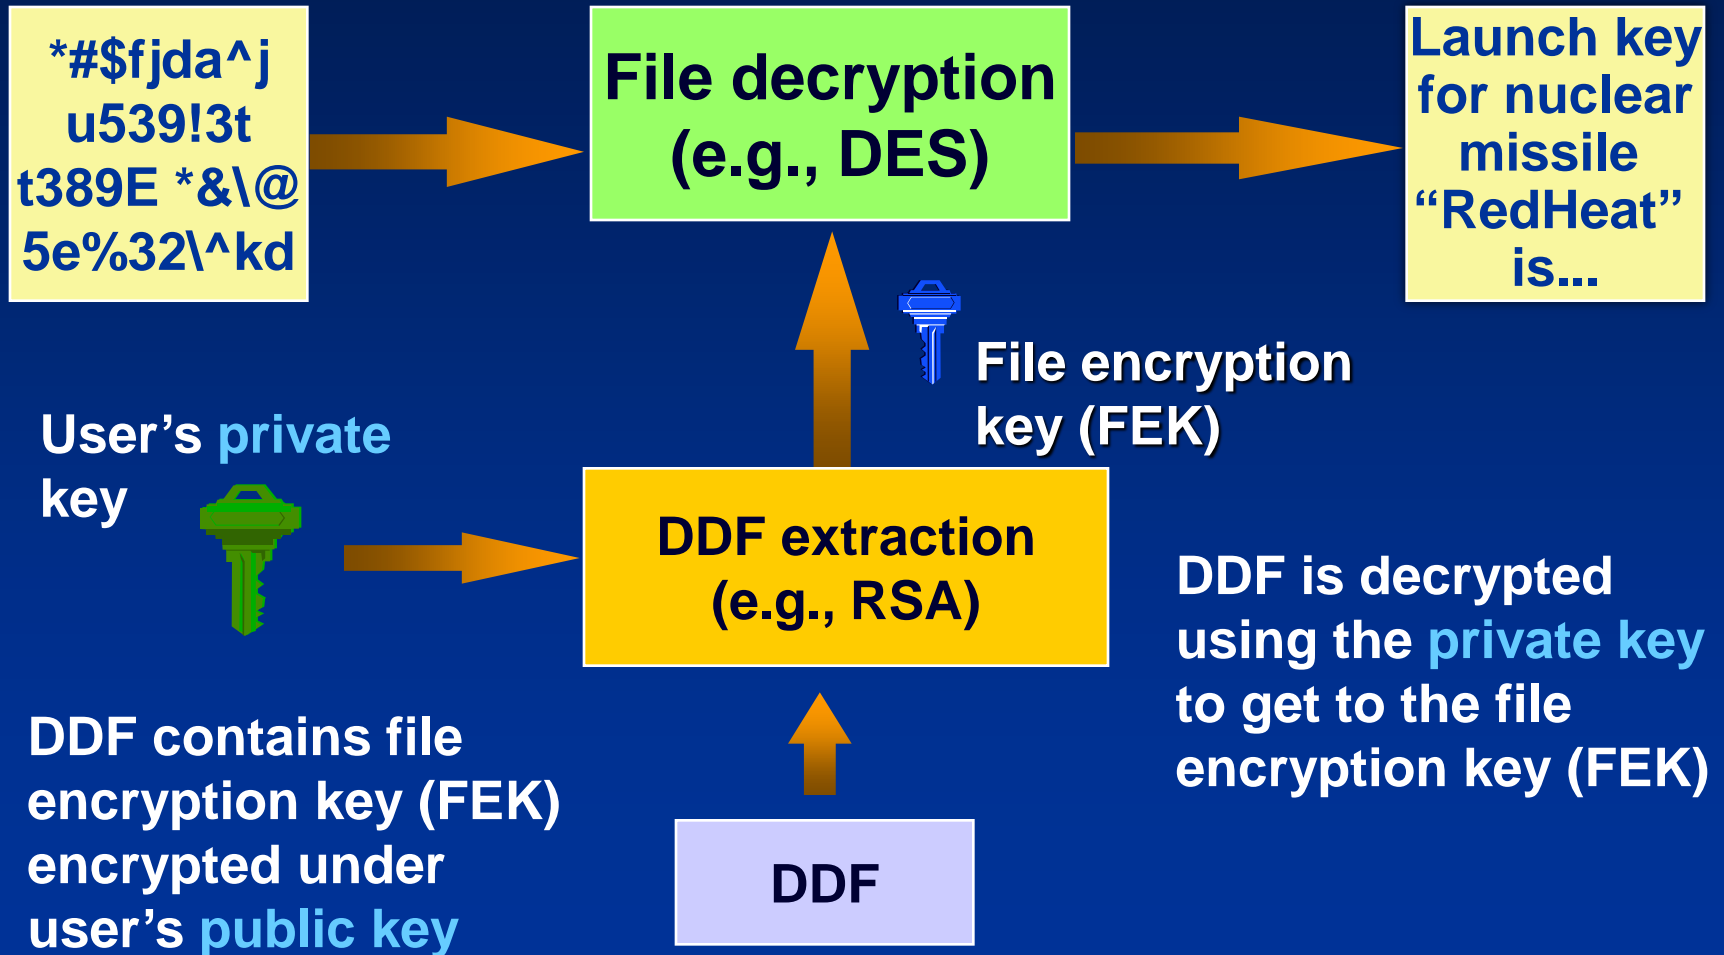 *#$fjda^j
u539!3t
t389E *&\@
5e%32\^kd
File decryption
(e.g., DES)
Launch key
for nuclear
missile
“RedHeat”
is...
File encryption
key (FEK)
User’s private
key
DDF extraction
(e.g., RSA)
DDF is decrypted
using the private key
to get to the file
encryption key (FEK)
DDF contains file
encryption key (FEK)
encrypted under
user’s public key
DDF